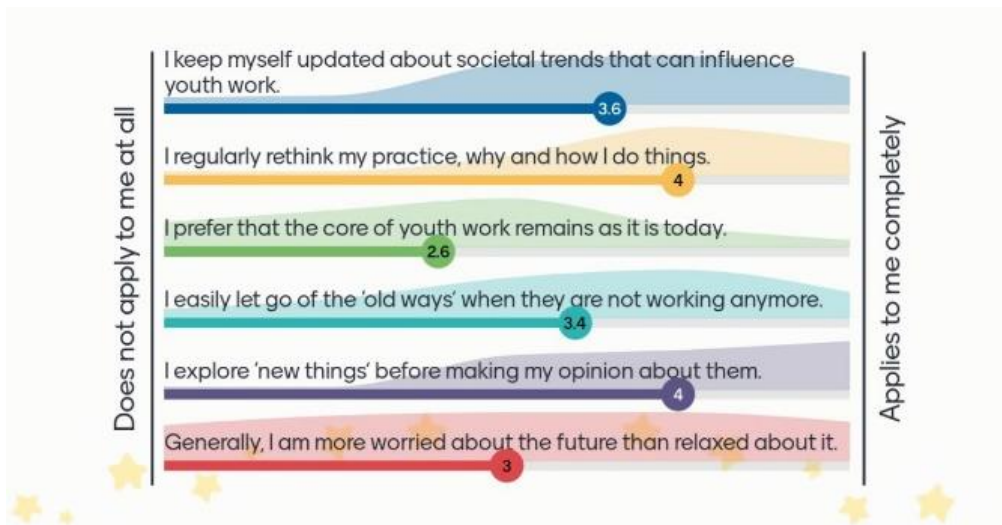 Does not apply to me at all
I keep myself updated about societal trends that can influence
youth work.
3.6
I regularly rethink my practice, why and how I do things.
4
I prefer that the core of youth work remains as it is today.
2.6
I easily let go of the ‘old ways’ when they are not working anymore.
3.4
I explore ‘new things’ before making my opinion about them.
4
Generally, I am more worried about the future than relaxed about it.
3
Applies to me completely